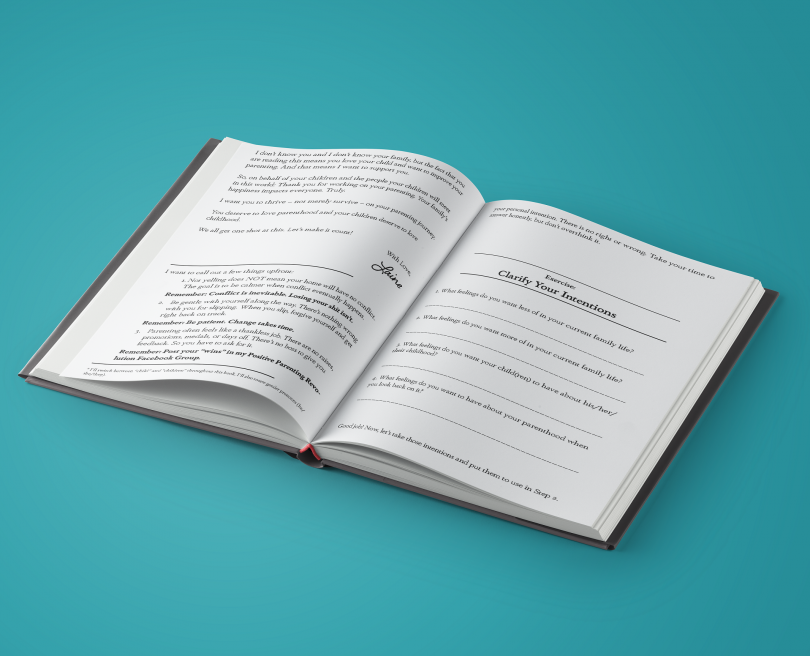 I don't know you and I don't know your family, but the fact that you
are reading this means you love your child and want to improve your
parenting. And that means I want to support you.
So, on behalf of your children and the people your children will meet
in this world: Thank you for working on your parenting. Your family's
happiness impacts everyone. Truly.
I want you to thrive – not merely survive – on your parenting journey.
You deserve to love parenthood and your children deserve to love
childhood.
We all get one shot at this. Let's make it count!
With Love,
Laina
I want to call out a few things upfront:
1. Not yelling does NOT mean your home will have no conflict.
The goal is to be calmer when conflict eventually happens.
Remember: Conflict is inevitable. Losing your shit isn't.
2. Be gentle with yourself along the way. There's nothing wrong
with you for slipping. When you slip, forgive yourself and get
right back on track.
Remember: Be patient. Change takes time.
3. Parenting often feels like a thankless job. There are no raises,
promotions, medals, or days off. There's no boss to give you
feedback. So you have to ask for it.
Remember: Post your "wins" in my Positive Parenting Revo-
lution Facebook Group.
your personal intention. There is no right or wrong. Take your time to
answer honestly, but don't overthink it.
Exercise:
Clarify Your Intentions
1. What feelings do you want less of in your current family life?
2. What feelings do you want more of in your current family life?
3. What feelings do you want your child(ren) to have about his/her/
their childhood?
4. What feelings do you want to have about your parenthood when
you look back on it?
Good job! Now, let's take those intentions and put them to use in Step 2.